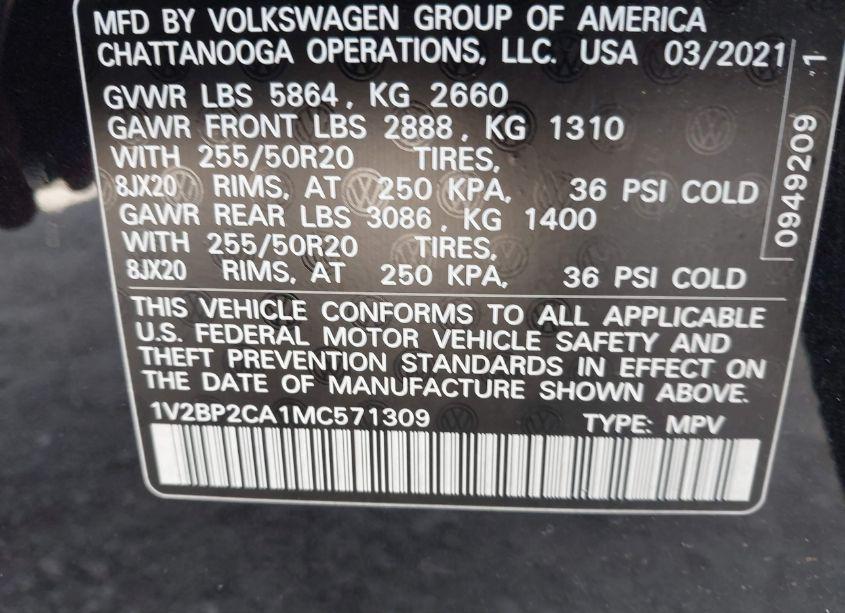 MFD BY VOLKSWAGEN GROUP OF AMERICA
CHATTANOOGA OPERATIONS, LLC. USA 03/2021
GVWR LBS 5864, KG 2660
GAWR FRONT LBS 2888, KG 1310
WITH 255/50R20 TIRES,
8JX20 RIMS, AT 250 KPA, 36 PSI COLD
GAWR REAR LBS 3086, KG 1400
WITH 255/50R20 TIRES,
8JX20 RIMS, AT 250 KPA, 36 PSI COLD
0949209 1
THIS VEHICLE CONFORMS TO ALL APPLICABLE
U.S. FEDERAL MOTOR VEHICLE SAFETY AND
THEFT PREVENTION STANDARDS IN EFFECT ON
THE DATE OF MANUFACTURE SHOWN ABOVE.
1V2BP2CA1MC571309 TYPE: MPV